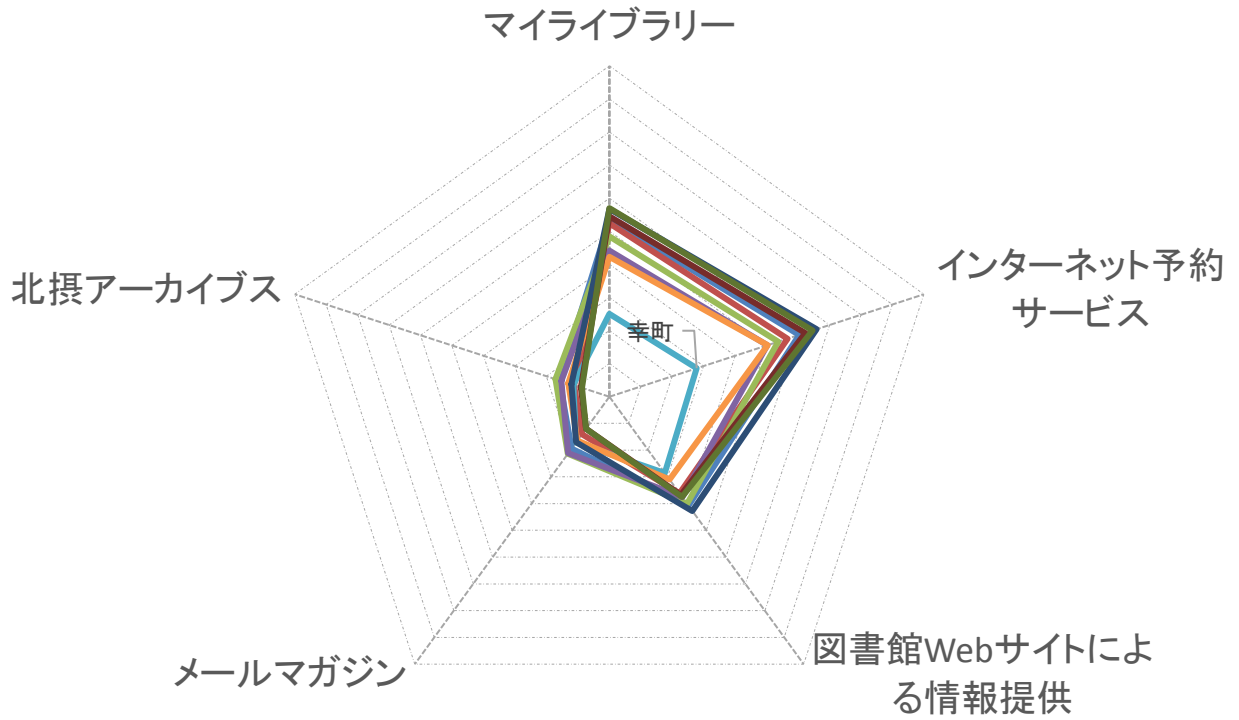 マイライブラリー
インターネット予約
サービス
北摂アーカイブス
幸町
図書館Webサイトによ
る情報提供
メールマガジン